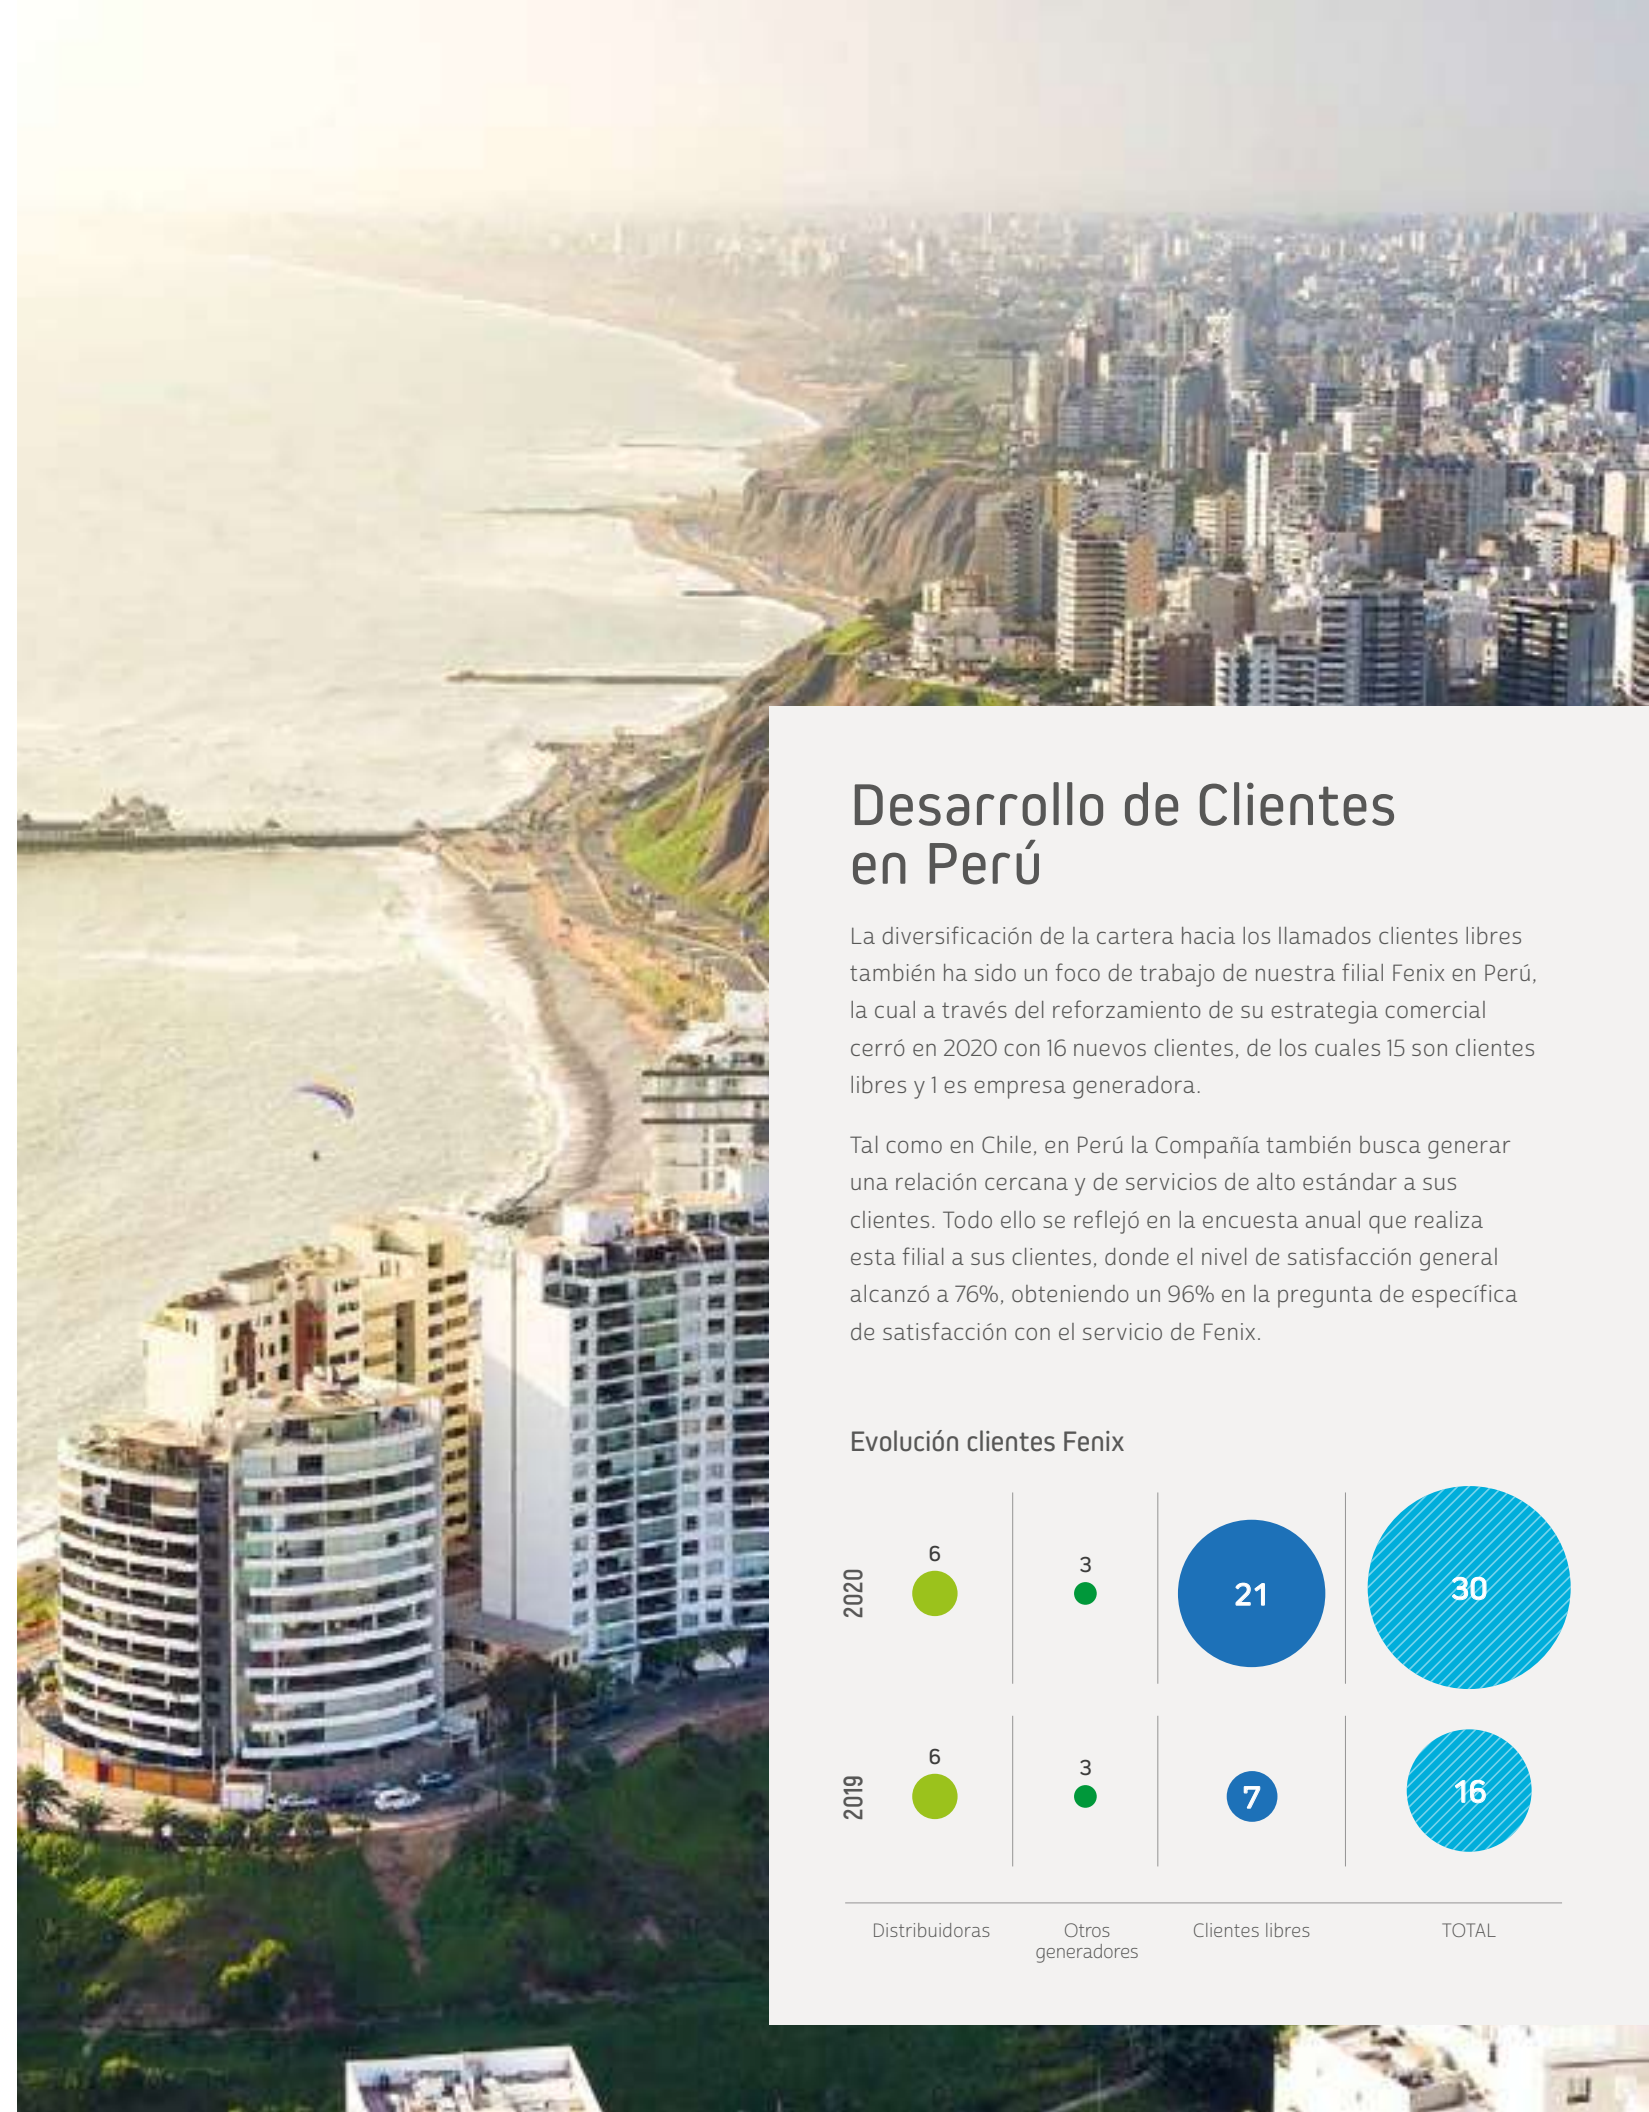 Desarrollo de Clientes
en Perú
La diversificación de la cartera hacia los llamados clientes libres
también ha sido un foco de trabajo de nuestra filial Fenix en Perú,
la cual a través del reforzamiento de su estrategia comercial
cerró en 2020 con 16 nuevos clientes, de los cuales 15 son clientes
libres y 1 es empresa generadora.
Tal como en Chile, en Perú la Compañía también busca generar
una relación cercana y de servicios de alto estándar a sus
clientes. Todo ello se reflejó en la encuesta anual que realiza
esta filial a sus clientes, donde el nivel de satisfacción general
alcanzó a 76%, obteniendo un 96% en la pregunta de específica
de satisfacción con el servicio de Fenix.
Evolución clientes Fenix
2020
6
3
21
30
2019
6
3
7
16
Distribuidoras
Otros
generadores
Clientes libres
TOTAL